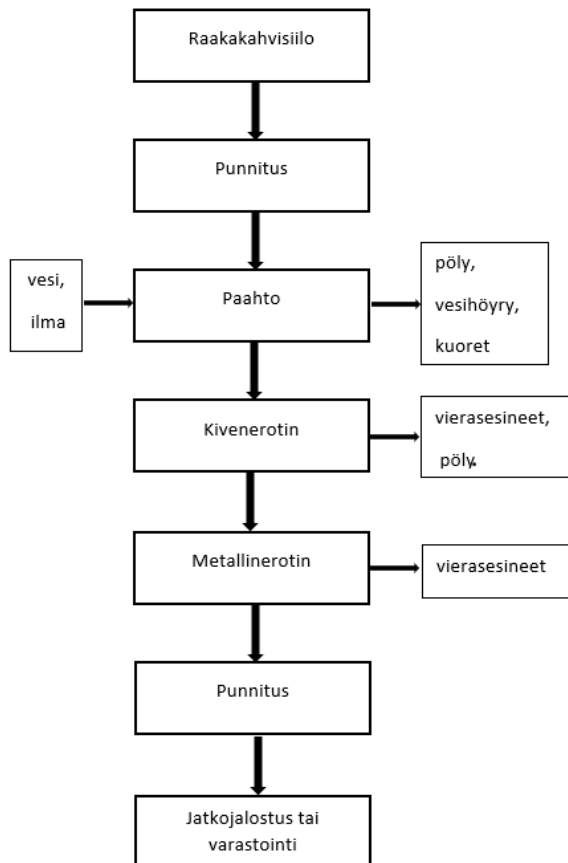 Raakakahvisiilo
Punnitus
vesi,
ilma
Paahto
pöly,
vesihöyry,
kuoret
Kivenerotin
vierasesineet,
pöly.
Metallinerotin
vierasesineet
Punnitus
Jatkojalostus tai
varastointi